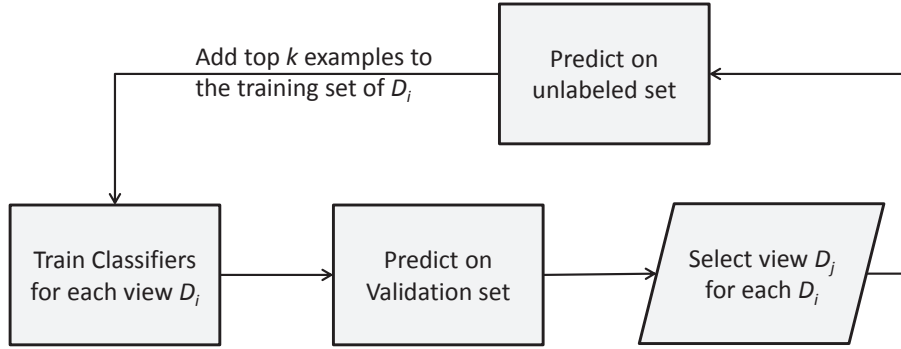 Add top k examples to
the training set of Di
Predict on
unlabeled set
Train Classifiers
for each view Di
Predict on
Validation set
Select view Dj
for each Di